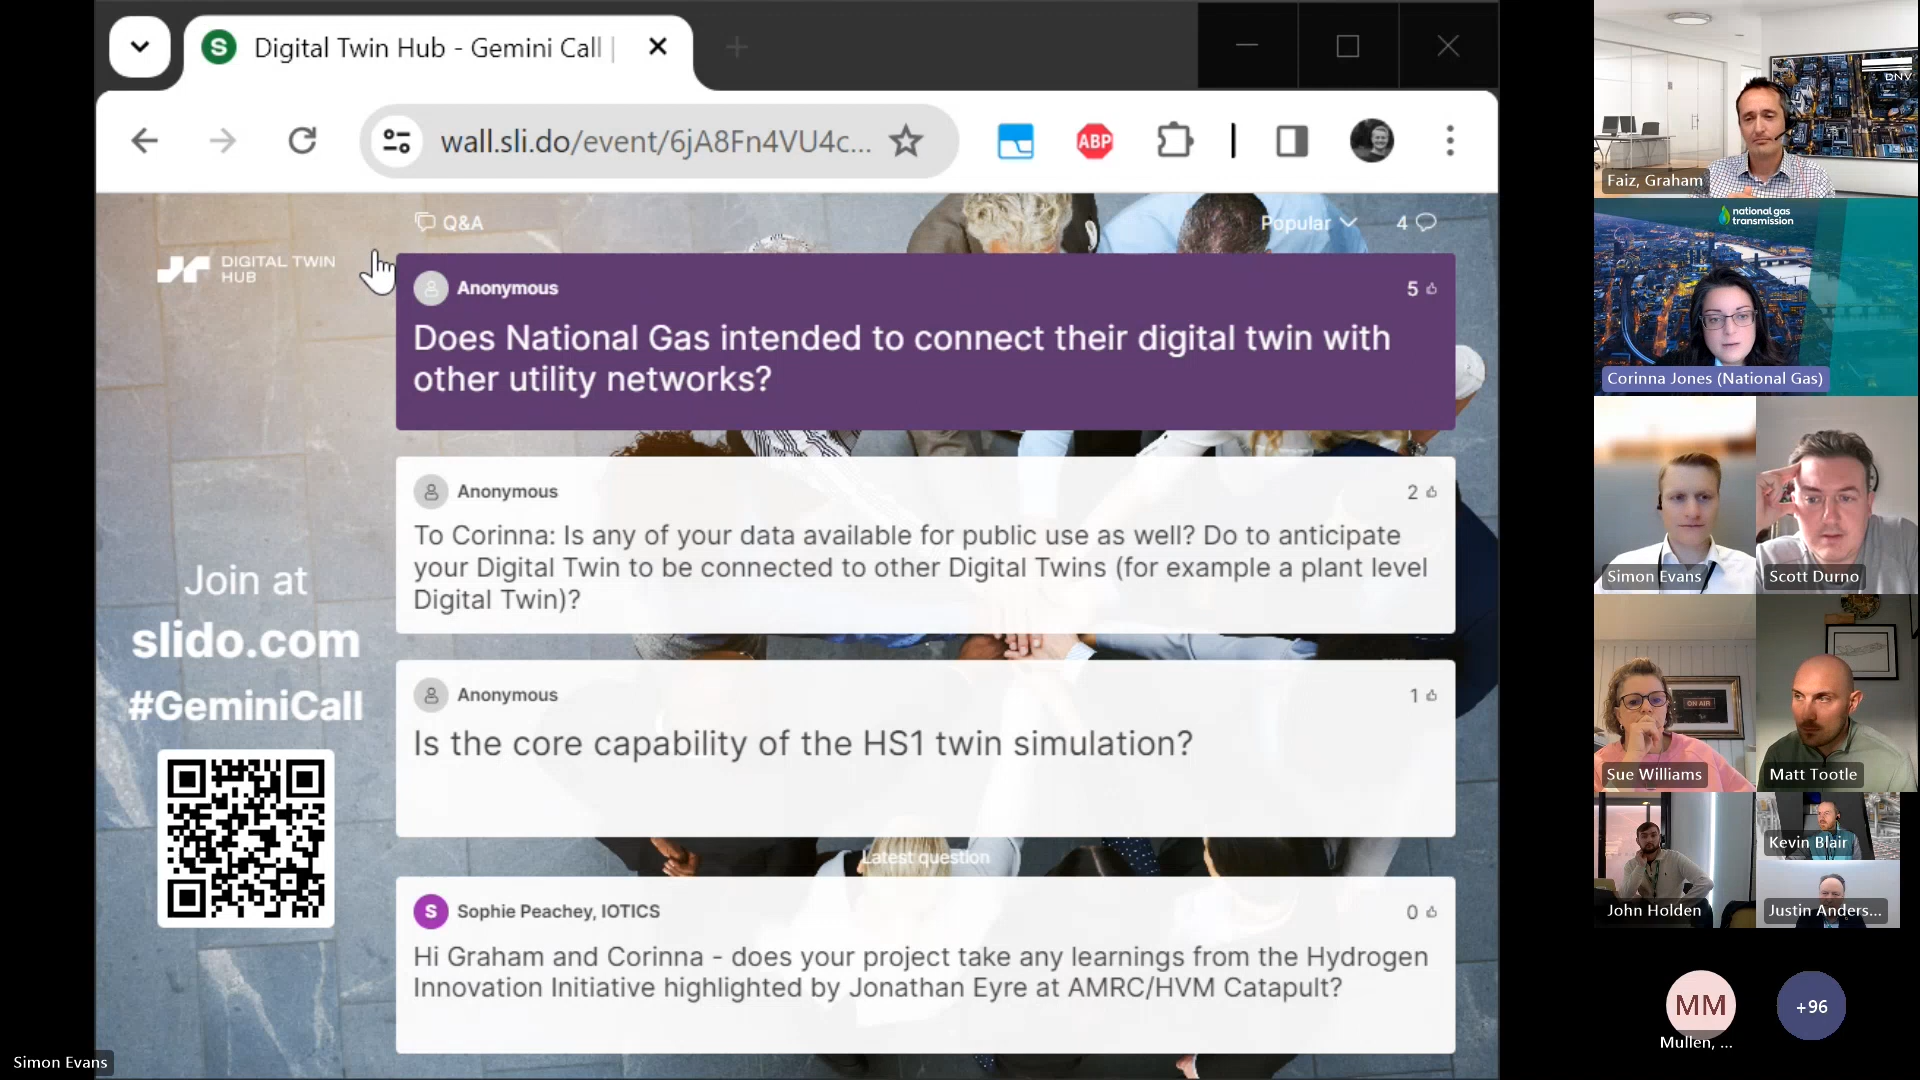 Digital Twin Hub - Gemini Call |
wall.sli.do/event/6jA8Fn4VU4c...
ABP
Q&A
Popular
4
DIGITAL TWIN
HUB
Anonymous
5
Does National Gas intended to connect their digital twin with
other utility networks?
Anonymous
2
To Corinna: Is any of your data available for public use as well? Do to anticipate
your Digital Twin to be connected to other Digital Twins (for example a plant level
Digital Twin)?
Anonymous
1
Is the core capability of the HS1 twin simulation?
Latest question
S
Sophie Peachey, IOTICS
0
Hi Graham and Corinna - does your project take any learnings from the Hydrogen
Innovation Initiative highlighted by Jonathan Eyre at AMRC/HVM Catapult?
Join at
slido.com
#GeminiCall
Simon Evans
DNV
Faiz, Graham
national gas
transmission
Corinna Jones (National Gas)
Simon Evans
Scott Durno
ON AIR
Sue Williams
Matt Tootle
John Holden
Kevin Blair
Justin Anders...
MM
Mullen, ...
+96